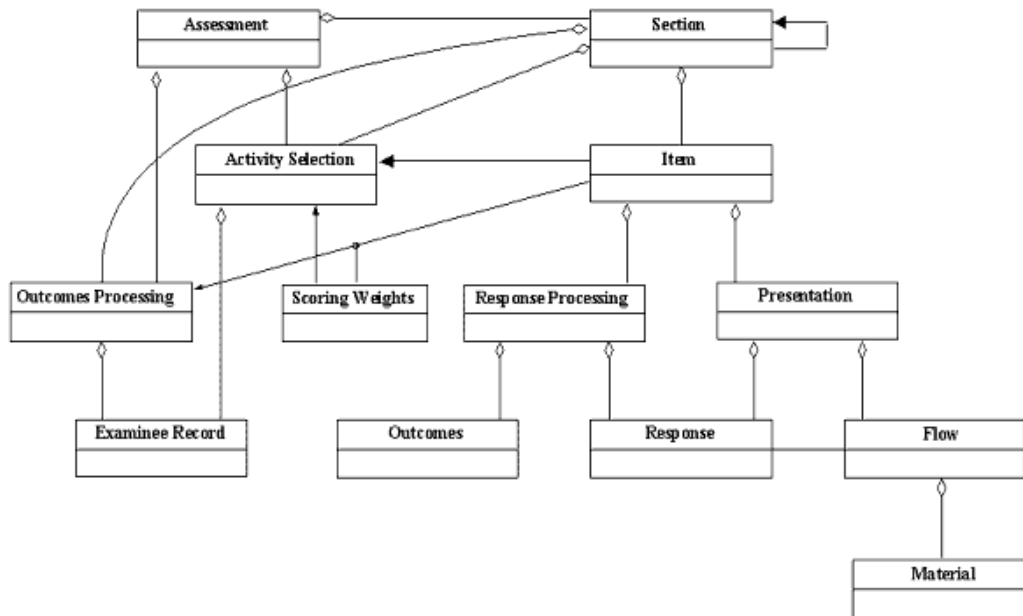 Assessment
Section
Activity Selection
Item
Outcomes Processing
Scoring Weights
Response Processing
Presentation
Examinee Record
Outcomes
Response
Flow
Material